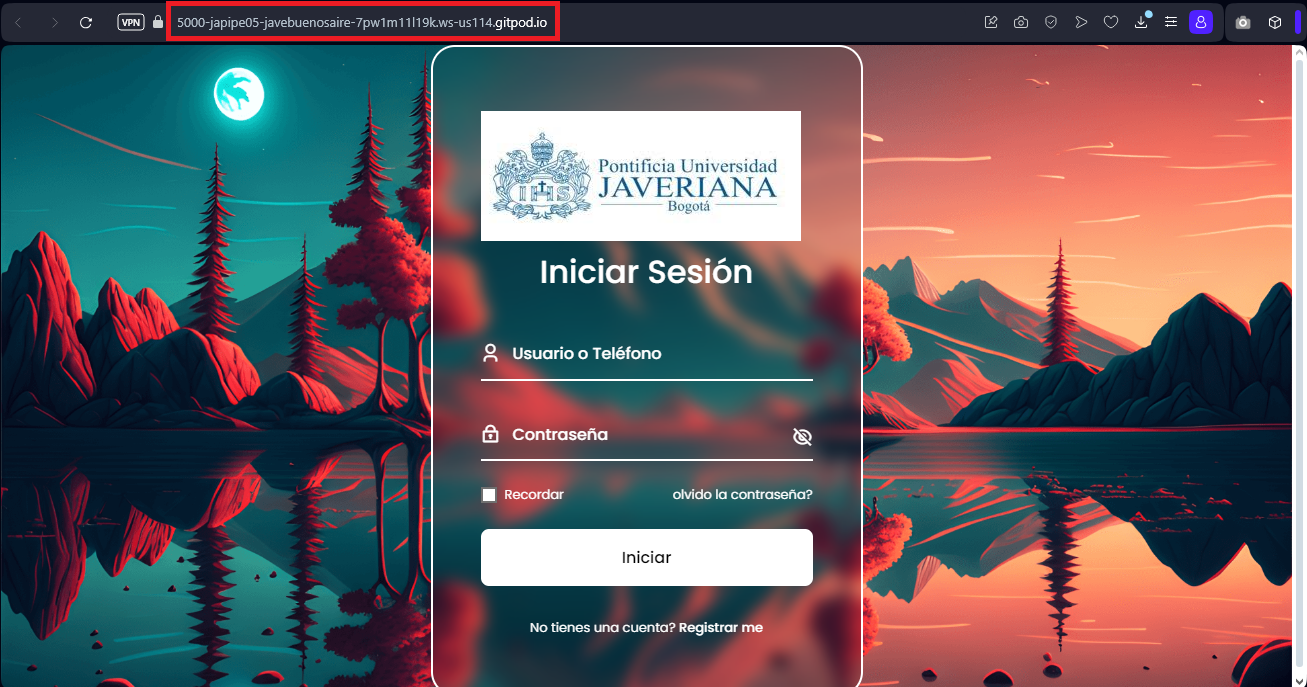 VPN
5000-japipe05-javebuenosaire-7pw1m11l19k.ws-us114.gitpod.io
IHS
Pontificia Universidad
JAVERIANA
Bogotá
Iniciar Sesión
Usuario o Teléfono
Contraseña
Recordar
olvido la contraseña?
Iniciar
No tienes una cuenta? Registrar me